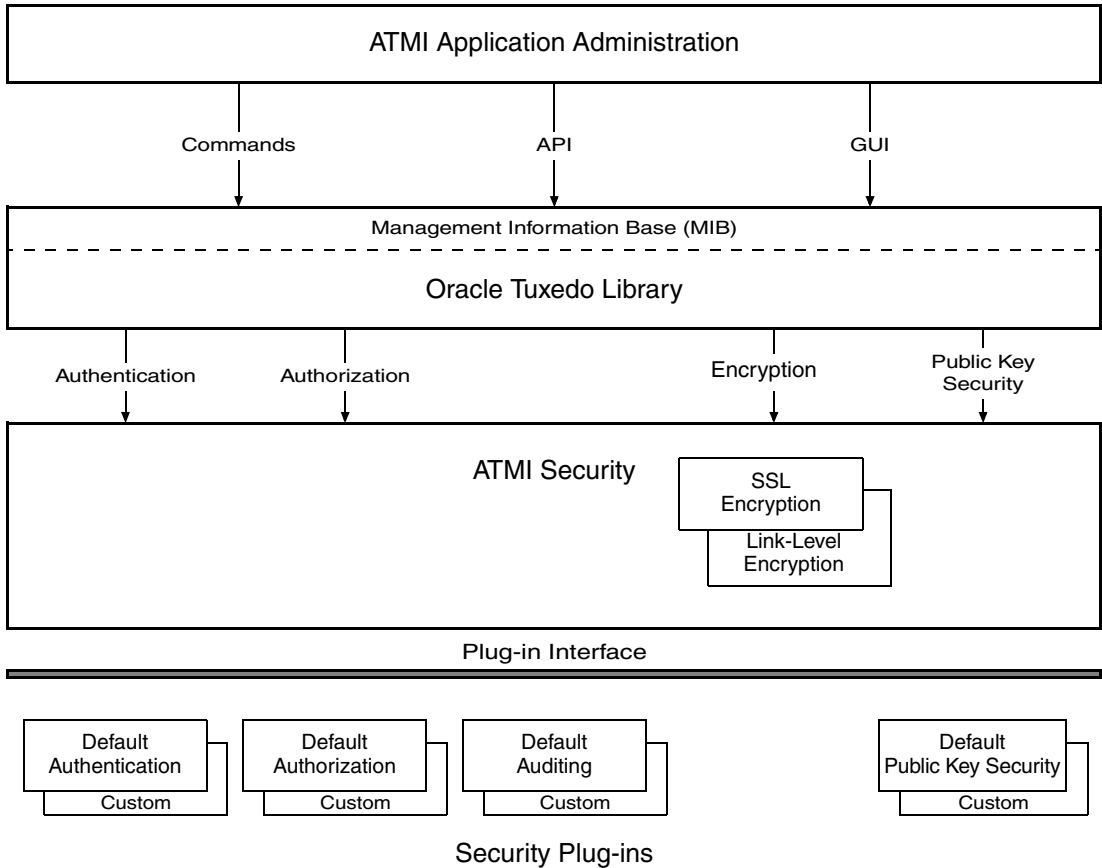 ATMI Application Administration
Commands
API
GUI
Management Information Base (MIB)
Oracle Tuxedo Library
Authentication
Authorization
Encryption
Public Key
Security
ATMI Security
SSL
Encryption
Link-Level
Encryption
Plug-in Interface
Default
Authentication
Custom
Default
Authorization
Custom
Default
Auditing
Custom
Default
Public Key Security
Custom
Security Plug-ins